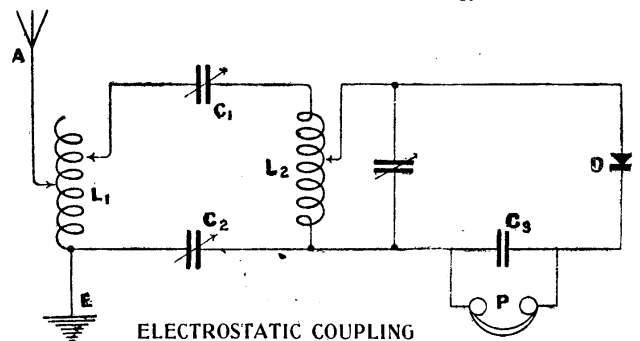 A
C₁
L₁
L₂
D
C₂
C₃
E
P
ELECTROSTATIC COUPLING